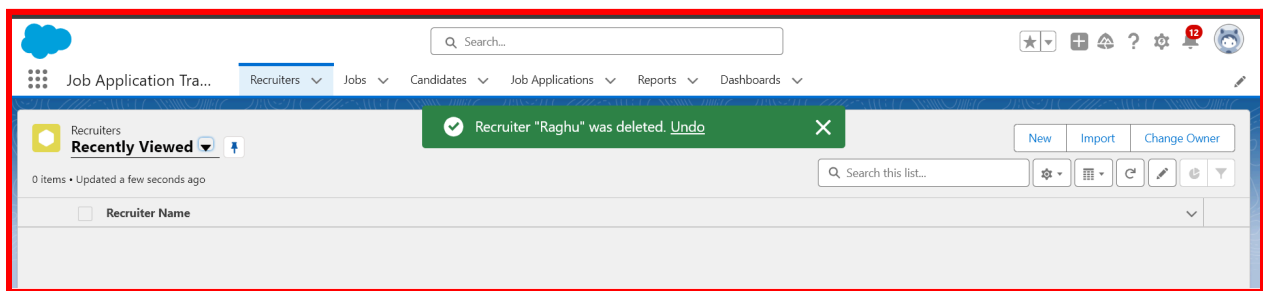 Search...
12
Job Application Tra...
Recruiters
Jobs
Candidates
Job Applications
Reports
Dashboards
Recruiter "Raghu" was deleted. Undo
Recruiters
Recently Viewed
New
Import
Change Owner
0 items • Updated a few seconds ago
Search this list...
Recruiter Name